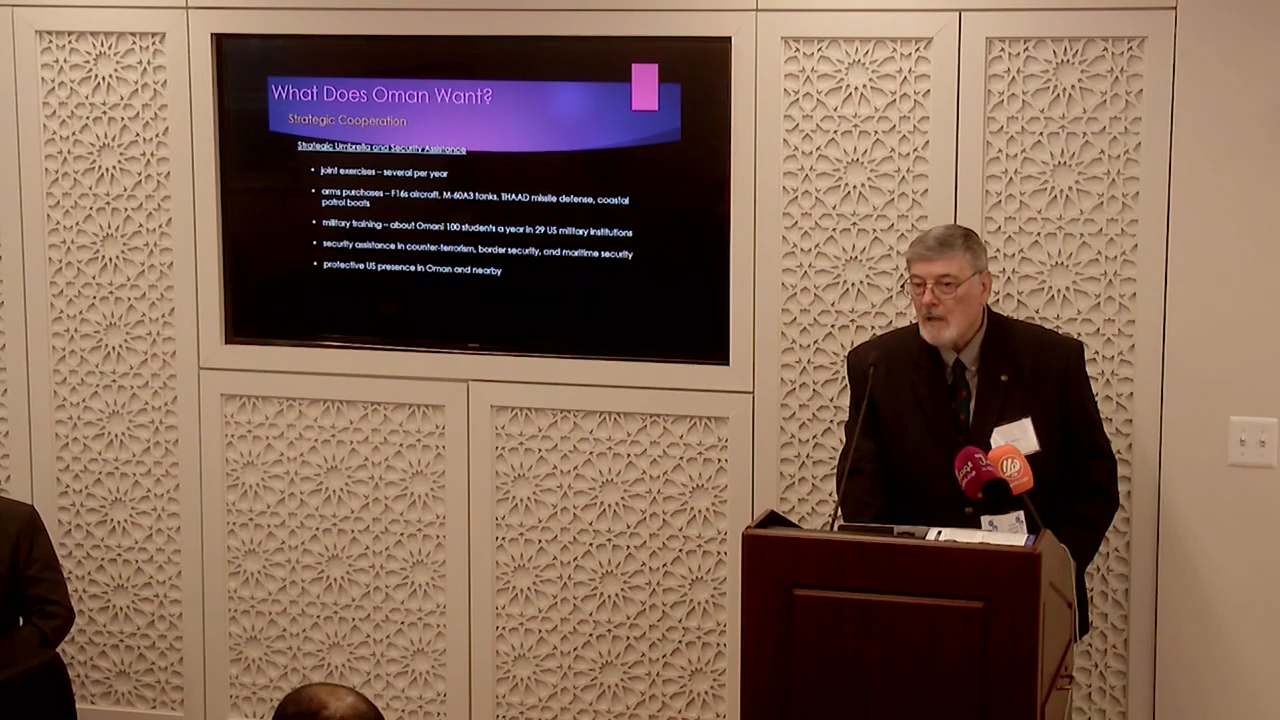 What Does Oman Want?
Strategic Cooperation
Strategic Umbrella and Security Assistance
• joint exercises – several per year
• arms purchases – F16s aircraft, M-60A3 tanks, THAAD missile defense, coastal
patrol boats
• military training – about Omani 100 students a year in 29 US military institutions
• security assistance in counter-terrorism, border security, and maritime security
• protective US presence in Oman and nearby
هلا